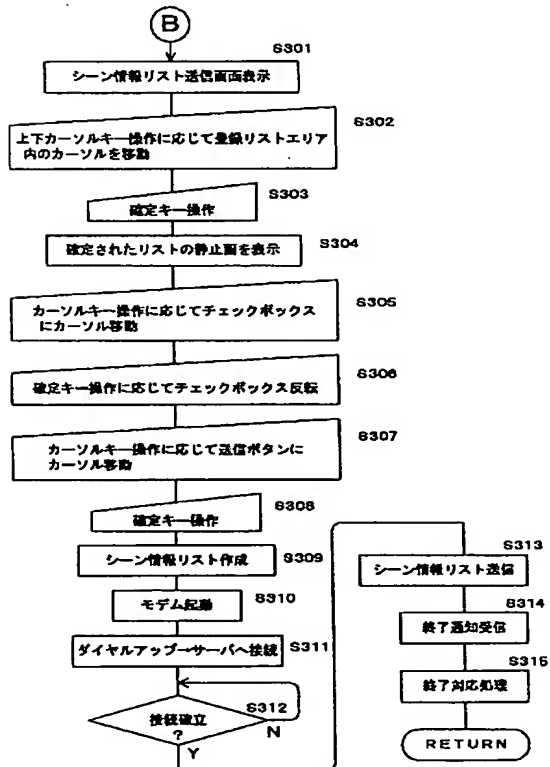 B
S301
シーン情報リスト送信画面表示
S302
上下カーソルキー操作に応じて登録リストエリア
内のカーソルを移動
S303
確定キー操作
S304
確定されたリストの静止画を表示
S305
カーソルキー操作に応じてチェックボックス
にカーソル移動
S306
確定キー操作に応じてチェックボックス反転
S307
カーソルキー操作に応じて送信ボタンに
カーソル移動
S308
確定キー操作
S309
シーン情報リスト作成
S310
モデム起動
S311
ダイヤルアップーサーバへ接続
S312
接続確立
?
N
Y
S313
シーン情報リスト送信
S314
終了通知受信
S315
終了対応処理
RETURN